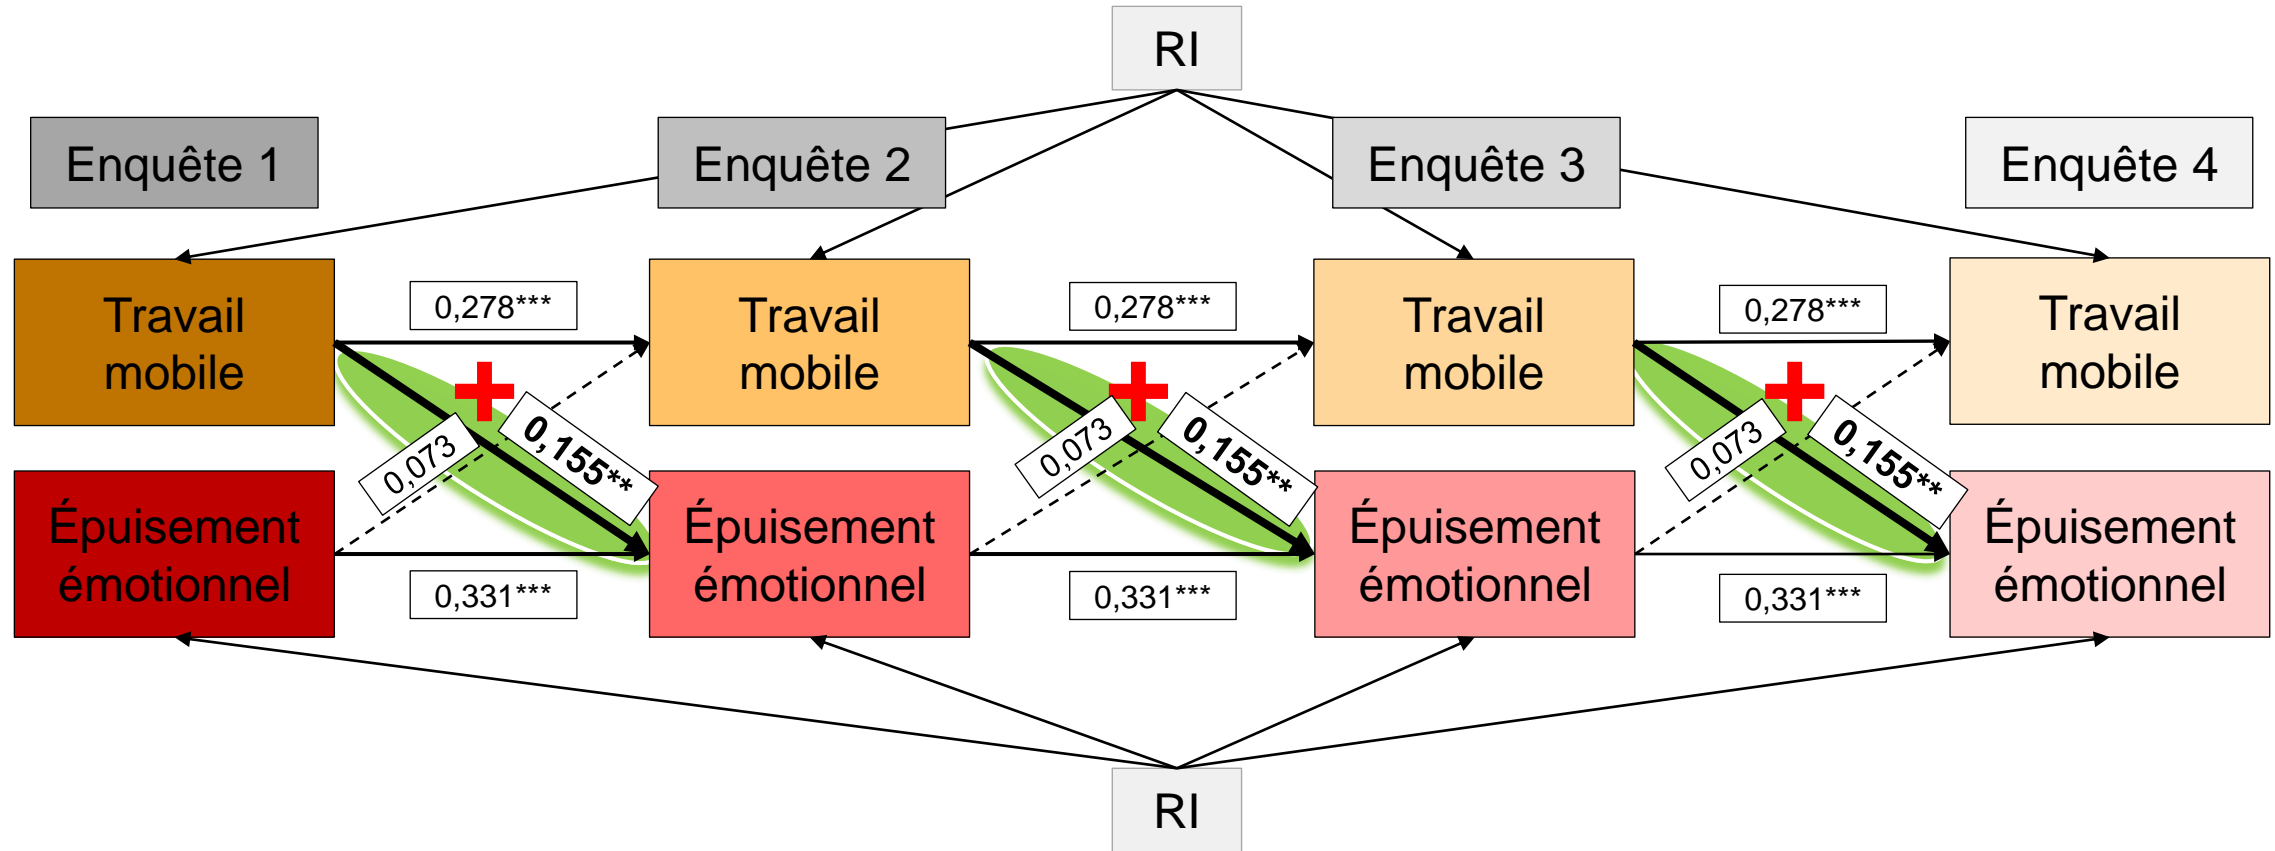 RI
Enquête 1
Enquête 2
Enquête 3
Enquête 4
Travail
mobile
0,278***
Travail
mobile
0,278***
Travail
mobile
0,278***
Travail
mobile
0,073
0,155**
0,073
0,155**
0,073
0,155**
Épuisement
émotionnel
0,331***
Épuisement
émotionnel
0,331***
Épuisement
émotionnel
0,331***
Épuisement
émotionnel
RI